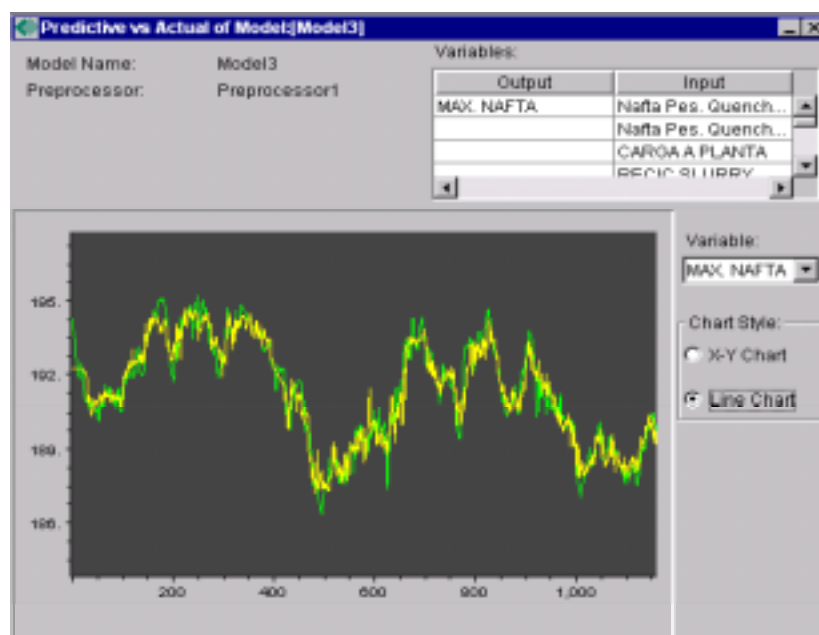 Predictive vs Actual of Model:[Model3]
Model Name: Model3
Preprocessor: Preprocessor1
Variables:
Output Input
MAX. NAFTA Nafta Pes. Quench...
Nafta Pes. Quench...
CARGA A PLANTA
RECIC SLURRY
Variable:
MAX. NAFTA
Chart Style:
X-Y Chart
Line Chart
195.
192.
189.
186.
200 400 600 800 1,000